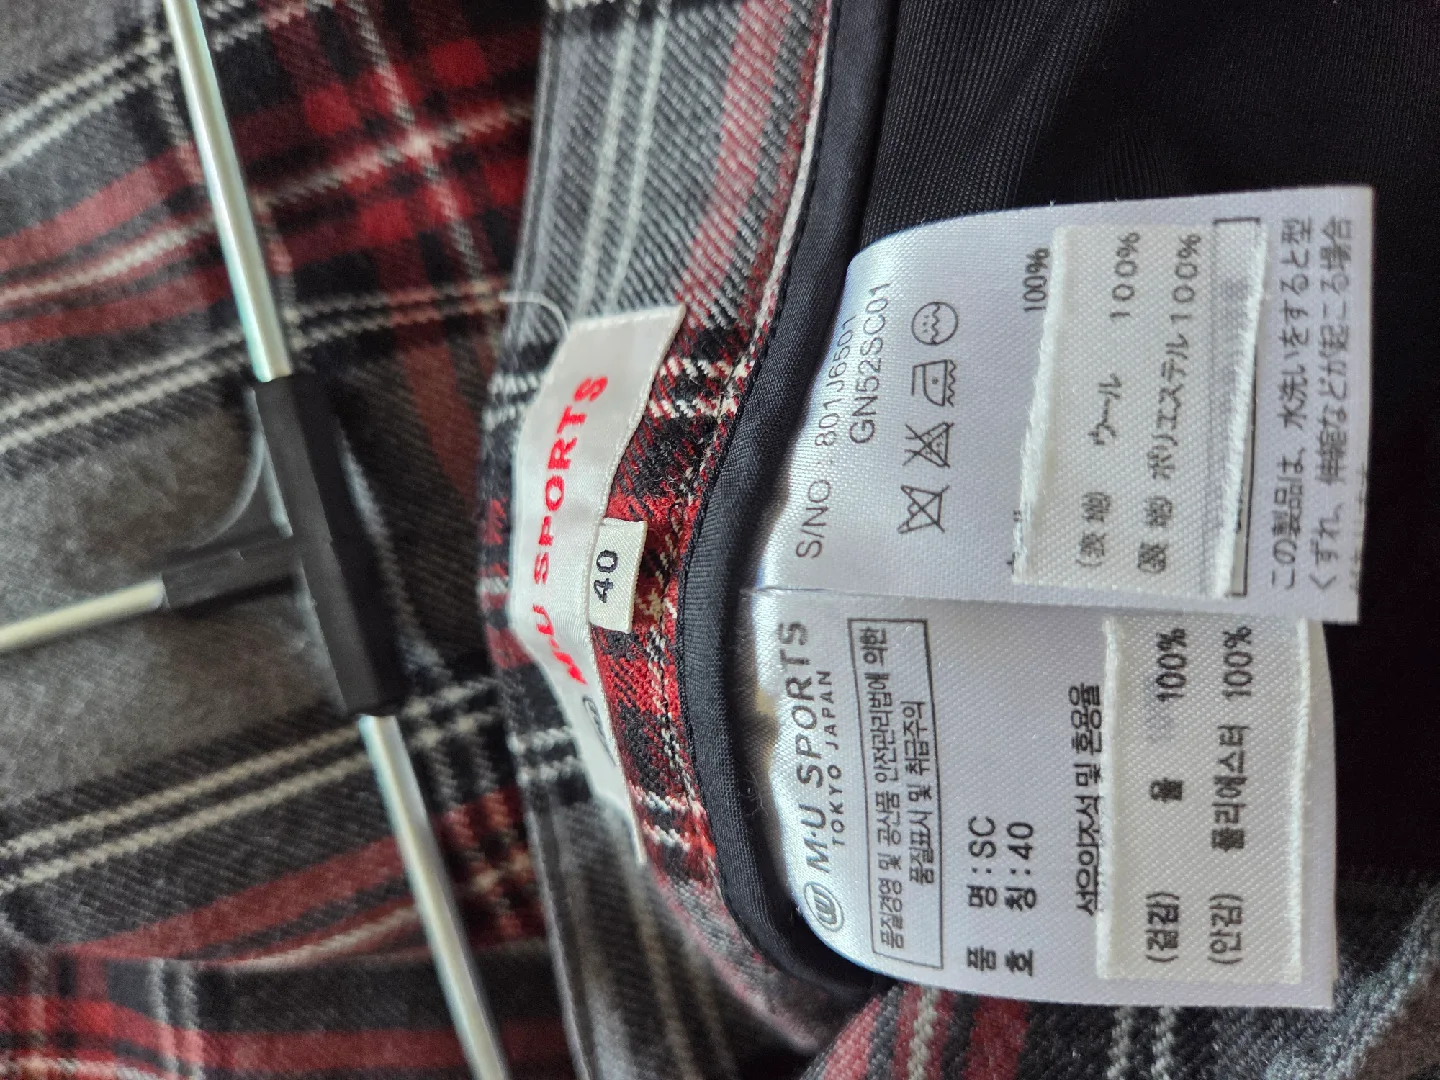 M·U SPORTS
40
S/NO : 801J6501
GN52SC01
100%
(表 地) ウール 100%
(裏 地) ポリエステル 100%
この製品は、水洗いをすると型
くずれ、伸縮などが起こる場合
M·U SPORTS
TOKYO JAPAN
품질경영 및 공산품 안전관리법에 의한
품질표시 및 취급주의
품 명 : SC
호 칭 : 40
섬유의조성 및 혼용율
(겉감) 울 100%
(안감) 폴리에스터 100%